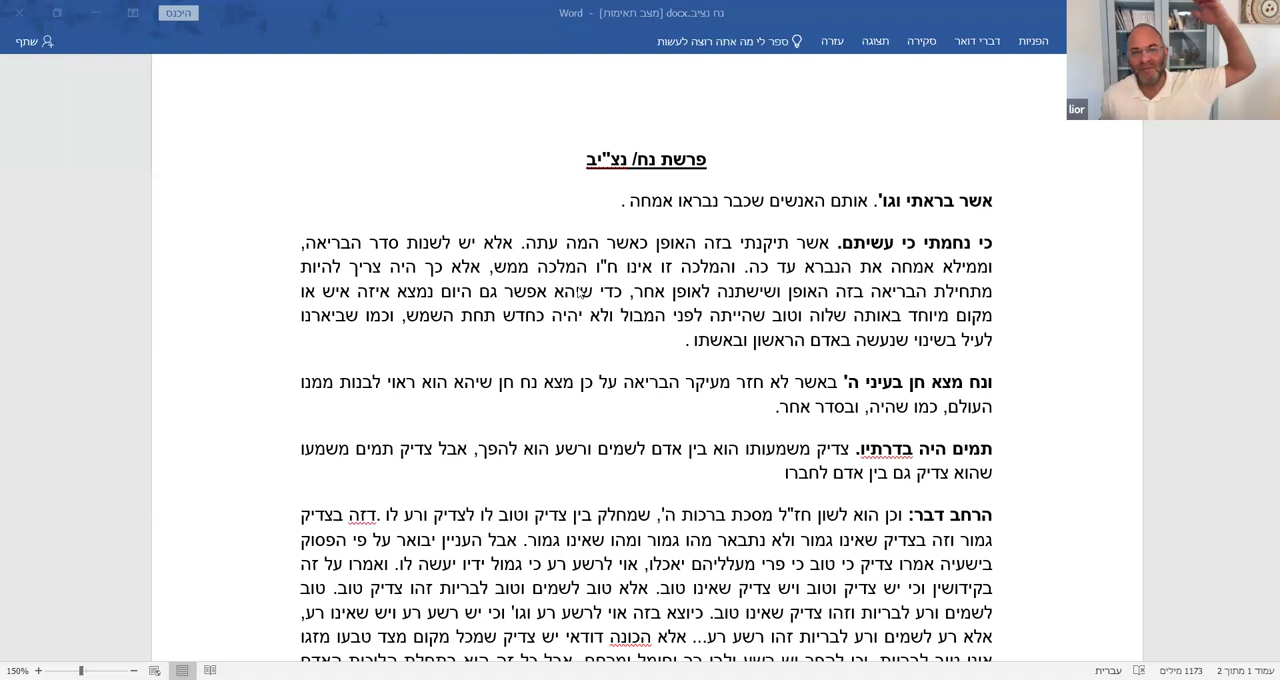 נח נציב.docx [מצב תאימות] - Word
היכנס
הפניות דברי דואר סקירה תצוגה עזרה ספר לי מה אתה רוצה לעשות
שתף
lior
פרשת נח/ נצ"יב
אשר בראתי וגו'. אותם האנשים שכבר נבראו אמחה .
כי נחמתי כי עשיתם. אשר תיקנתי בזה האופן כאשר המה עתה. אלא יש לשנות סדר הבריאה,
וממילא אמחה את הנברא עד כה. והמלכה זו אינו ח"ו המלכה ממש, אלא כך היה צריך להיות
מתחילת הבריאה בזה האופן ושישתנה לאופן אחר, כדי שיהא אפשר גם היום נמצא איזה איש או
מקום מיוחד באותה שלוה וטוב שהייתה לפני המבול ולא יהיה כחדש תחת השמש, וכמו שביארנו
לעיל בשינוי שנעשה באדם הראשון ובאשתו .
ונח מצא חן בעיני ה' באשר לא חזר מעיקר הבריאה על כן מצא נח חן שיהא הוא ראוי לבנות ממנו
העולם, כמו שהיה, ובסדר אחר.
תמים היה בדרתיו. צדיק משמעותו הוא בין אדם לשמים ורשע הוא להפך, אבל צדיק תמים משמעו
שהוא צדיק גם בין אדם לחברו
הרחב דבר: וכן הוא לשון חז"ל מסכת ברכות ה', שמחלק בין צדיק וטוב לו לצדיק ורע לו .דזה בצדיק
גמור וזה בצדיק שאינו גמור ולא נתבאר מהו גמור ומהו שאינו גמור. אבל העניין יבואר על פי הפסוק
בישעיה אמרו צדיק כי טוב כי פרי מעלליהם יאכלו, אוי לרשע רע כי גמול ידיו יעשה לו. ואמרו על זה
בקידושין וכי יש צדיק וטוב ויש צדיק שאינו טוב. אלא טוב לשמים וטוב לבריות זהו צדיק טוב. טוב
לשמים ורע לבריות וזהו צדיק שאינו טוב. כיוצא בזה אוי לרשע רע וגו' וכי יש רשע רע ויש שאינו רע,
אלא רע לשמים ורע לבריות זהו רשע רע... אלא הכונה דודאי יש צדיק שמכל מקום מצד טבעו מזגו
עמוד 1 מתוך 2 1173 מילים עברית
150%